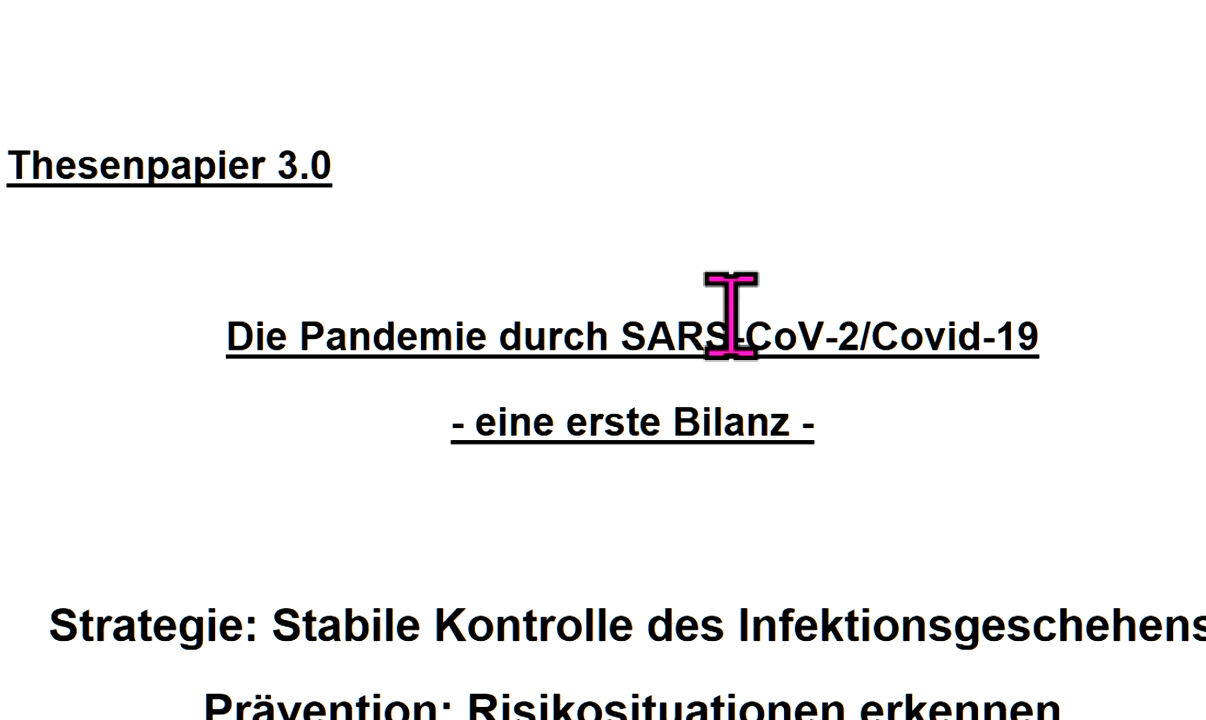 Thesenpapier 3.0
Die Pandemie durch SARS-CoV-2/Covid-19
- eine erste Bilanz -
Strategie: Stabile Kontrolle des Infektionsgeschehens
Prävention: Risikosituationen erkennen